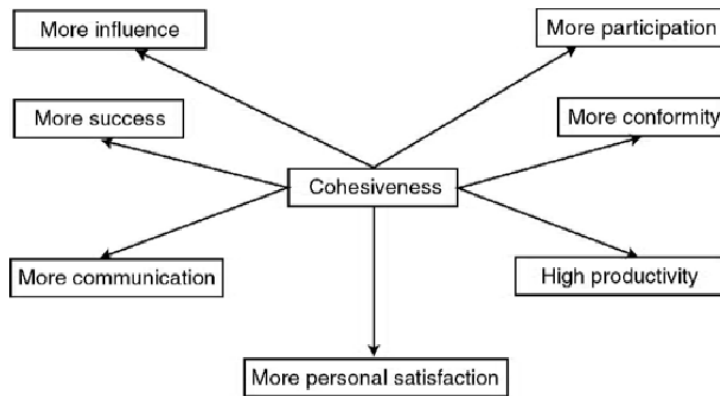 More influence
More participation
More success
More conformity
Cohesiveness
More communication
High productivity
More personal satisfaction